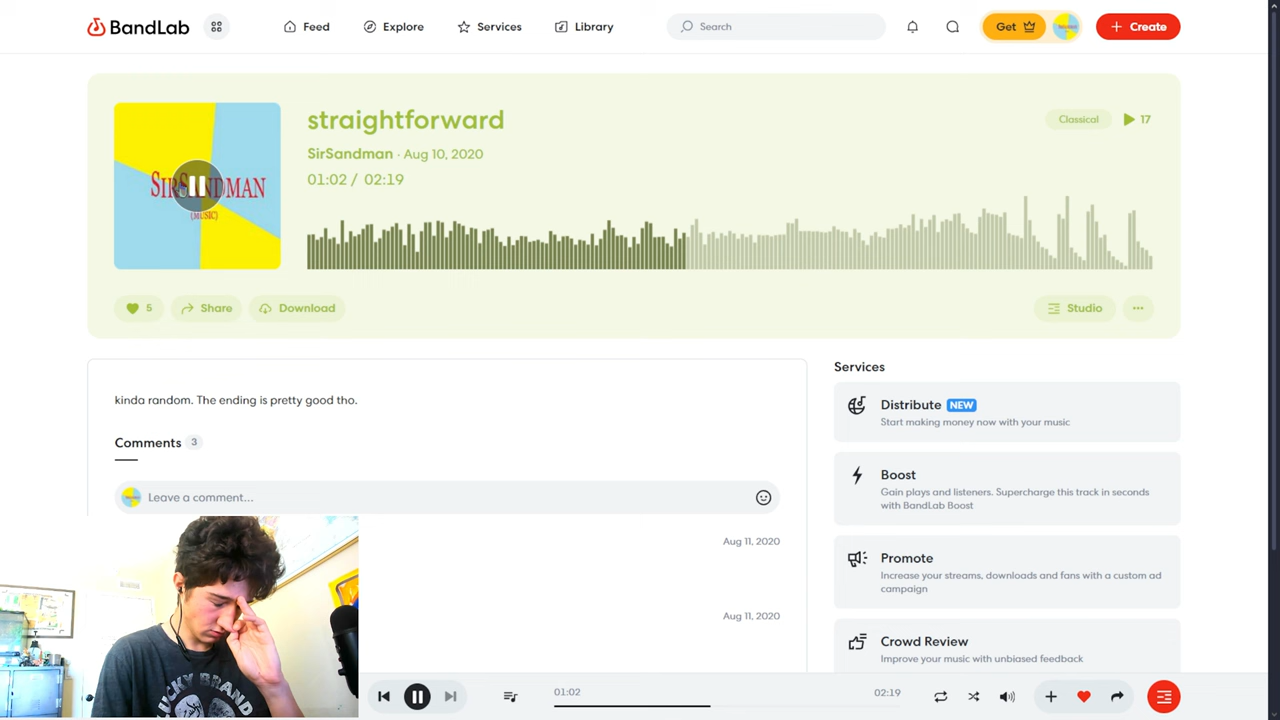 BandLab
Feed
Explore
Services
Library
Search
Get
Create
straightforward
SirSandman · Aug 10, 2020
01:02 / 02:19
Classical
17
SIRSANDMAN
(MUSIC)
5
Share
Download
Studio
kinda random. The ending is pretty good tho.
Comments 3
Leave a comment...
Aug 11, 2020
Aug 11, 2020
Services
Distribute NEW
Start making money now with your music
Boost
Gain plays and listeners. Supercharge this track in seconds
with BandLab Boost
Promote
Increase your streams, downloads and fans with a custom ad
campaign
Crowd Review
Improve your music with unbiased feedback
LUCKY BRAND
01:02
02:19